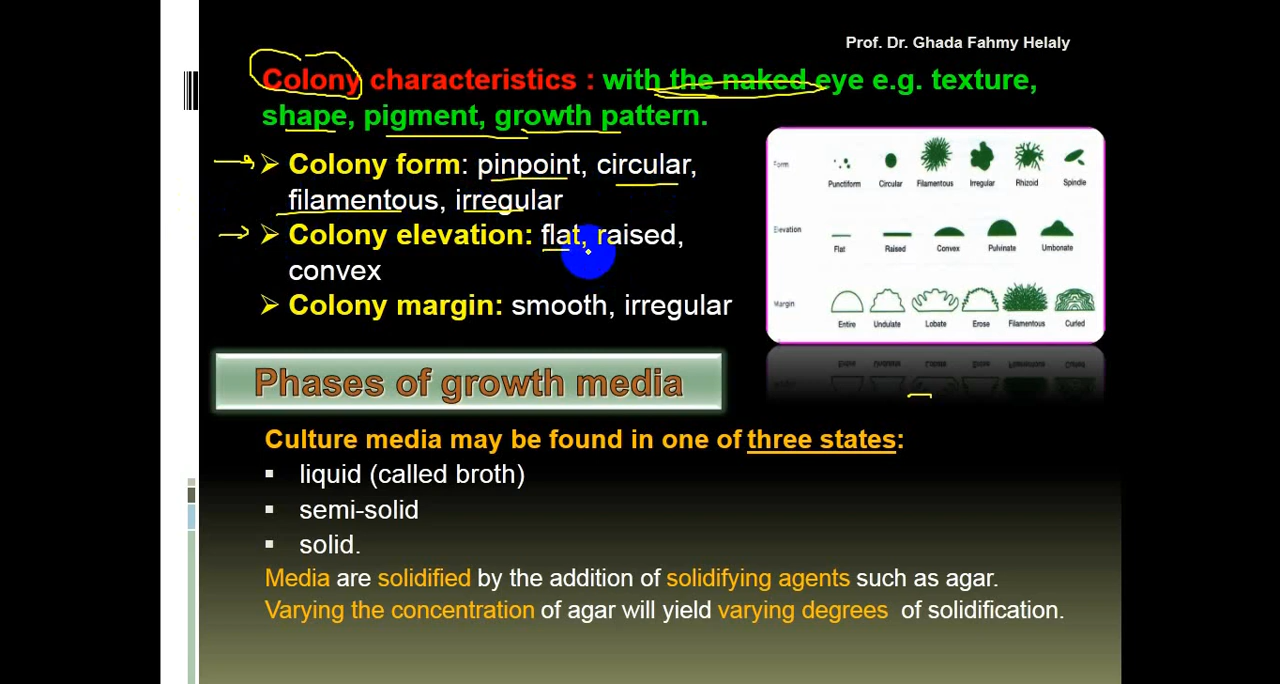 Prof. Dr. Ghada Fahmy Helaly
Colony characteristics : with the naked eye e.g. texture,
shape, pigment, growth pattern.
➢ Colony form: pinpoint, circular,
filamentous, irregular
➢ Colony elevation: flat, raised,
convex
➢ Colony margin: smooth, irregular
Form
Punctiform Circular Filamentous Irregular Rhizoid Spindle
Elevation
Flat Raised Convex Pulvinate Umbonate
Margin
Entire Undulate Lobate Erose Filamentous Curled
Phases of growth media
Culture media may be found in one of three states:
▪ liquid (called broth)
▪ semi-solid
▪ solid.
Media are solidified by the addition of solidifying agents such as agar.
Varying the concentration of agar will yield varying degrees of solidification.